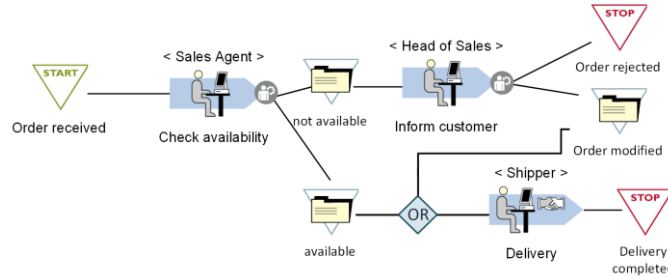 STOP
< Sales Agent >
< Head of Sales >
START
Order rejected
Order received
Check availability
not available
Inform customer
Order modified
< Shipper >
OR
STOP
available
Delivery
Delivery
completed